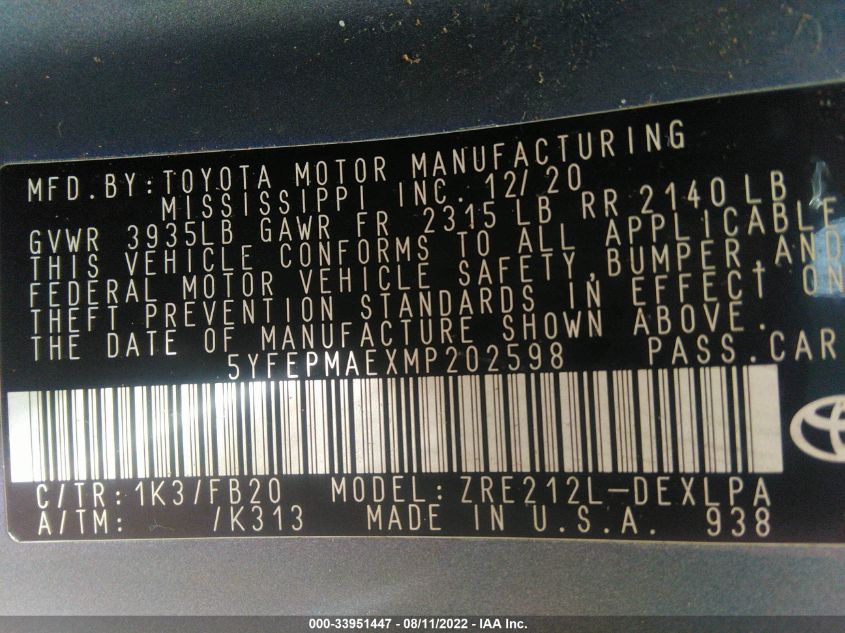 MFD.BY:TOYOTA MOTOR MANUFACTURING
MISSISSIPPI INC. 12/20
GVWR 3935LB GAWR FR 2315 LB RR 2140 LB
THIS VEHICLE CONFORMS TO ALL APPLICABLE
FEDERAL MOTOR VEHICLE SAFETY, BUMPER, AND
THEFT PREVENTION STANDARDS IN EFFECT ON
THE DATE OF MANUFACTURE SHOWN ABOVE.
5YFEPMAEXMP202598 PASS.CAR
C/TR: 1K3/FB20 MODEL: ZRE212L-DEXLPA
A/TM: /K313 MADE IN U.S.A. 938
000-33951447 - 08/11/2022 - IAA Inc.